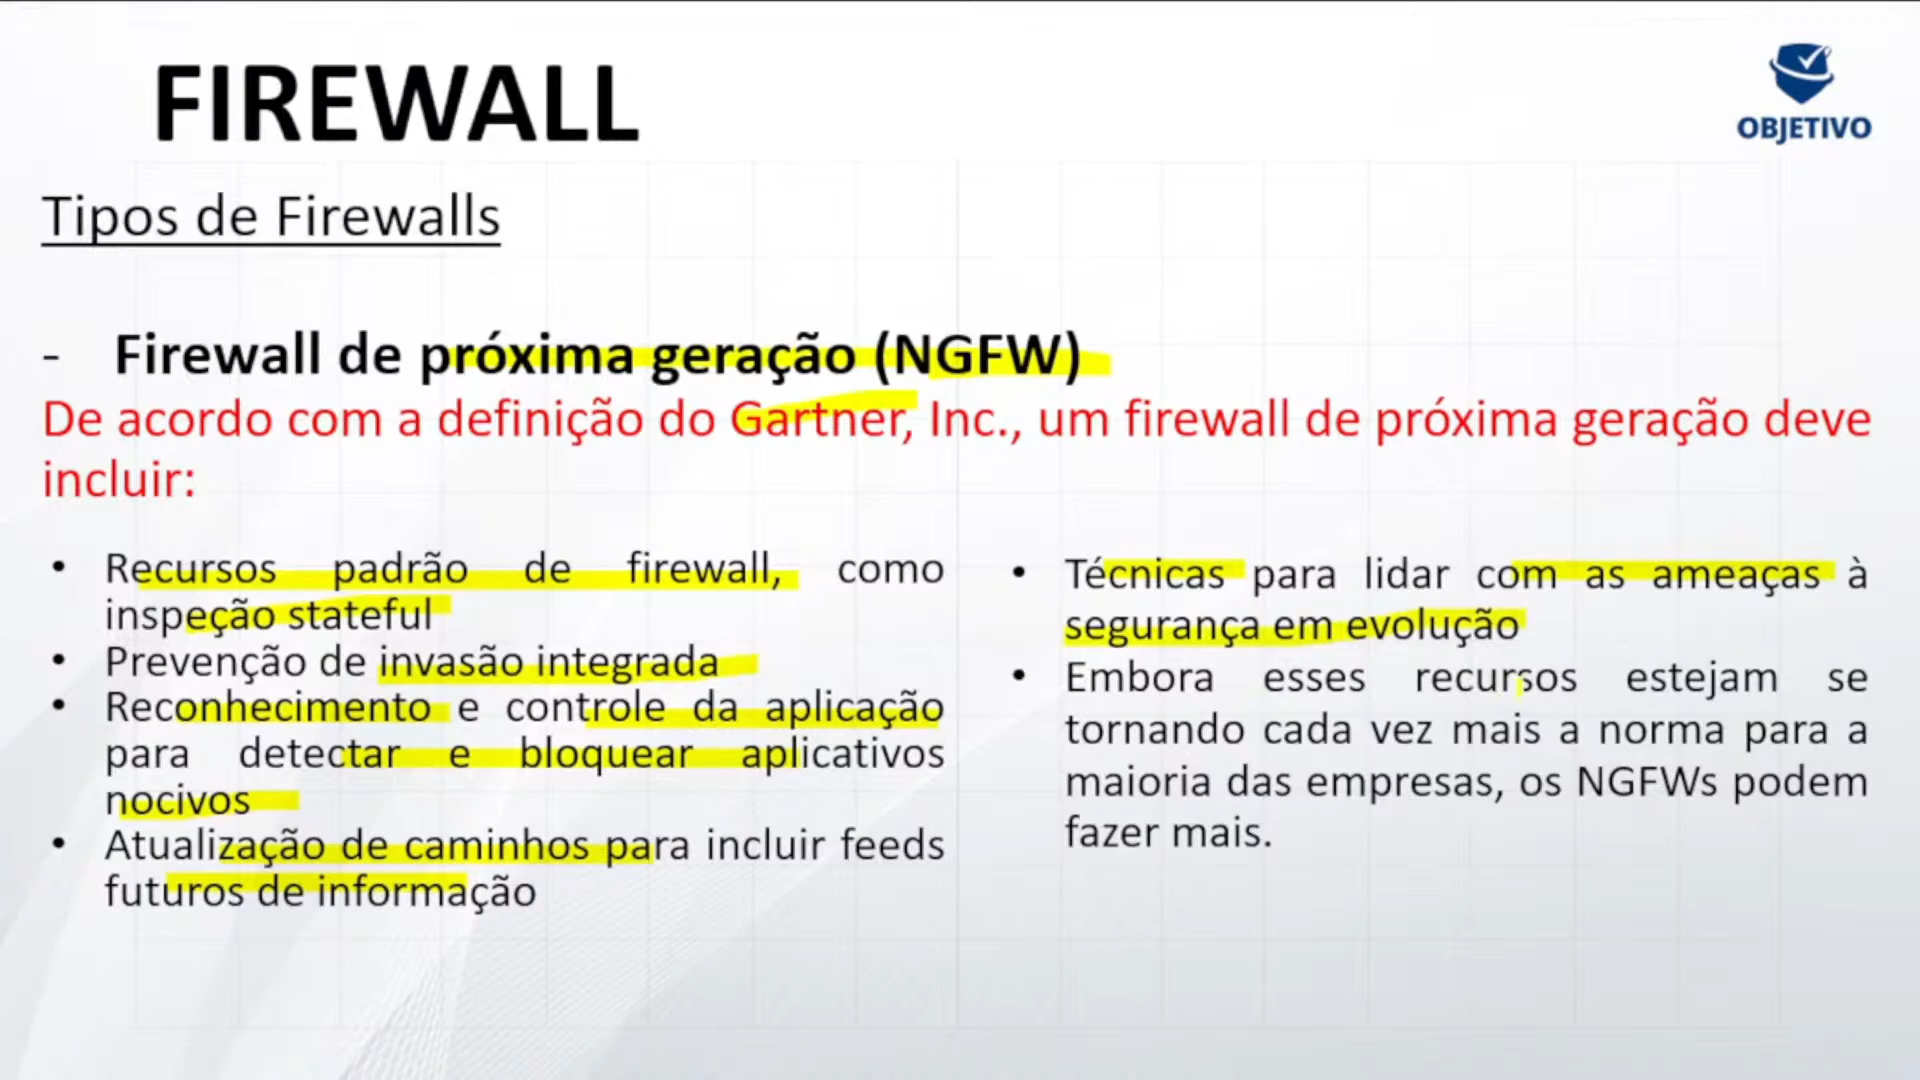 FIREWALL
OBJETIVO
Tipos de Firewalls
- Firewall de próxima geração (NGFW)
De acordo com a definição do Gartner, Inc., um firewall de próxima geração deve
incluir:
• Recursos padrão de firewall, como
inspeção stateful
• Prevenção de invasão integrada
• Reconhecimento e controle da aplicação
para detectar e bloquear aplicativos
nocivos
• Atualização de caminhos para incluir feeds
futuros de informação
• Técnicas para lidar com as ameaças à
segurança em evolução
• Embora esses recursos estejam se
tornando cada vez mais a norma para a
maioria das empresas, os NGFWs podem
fazer mais.